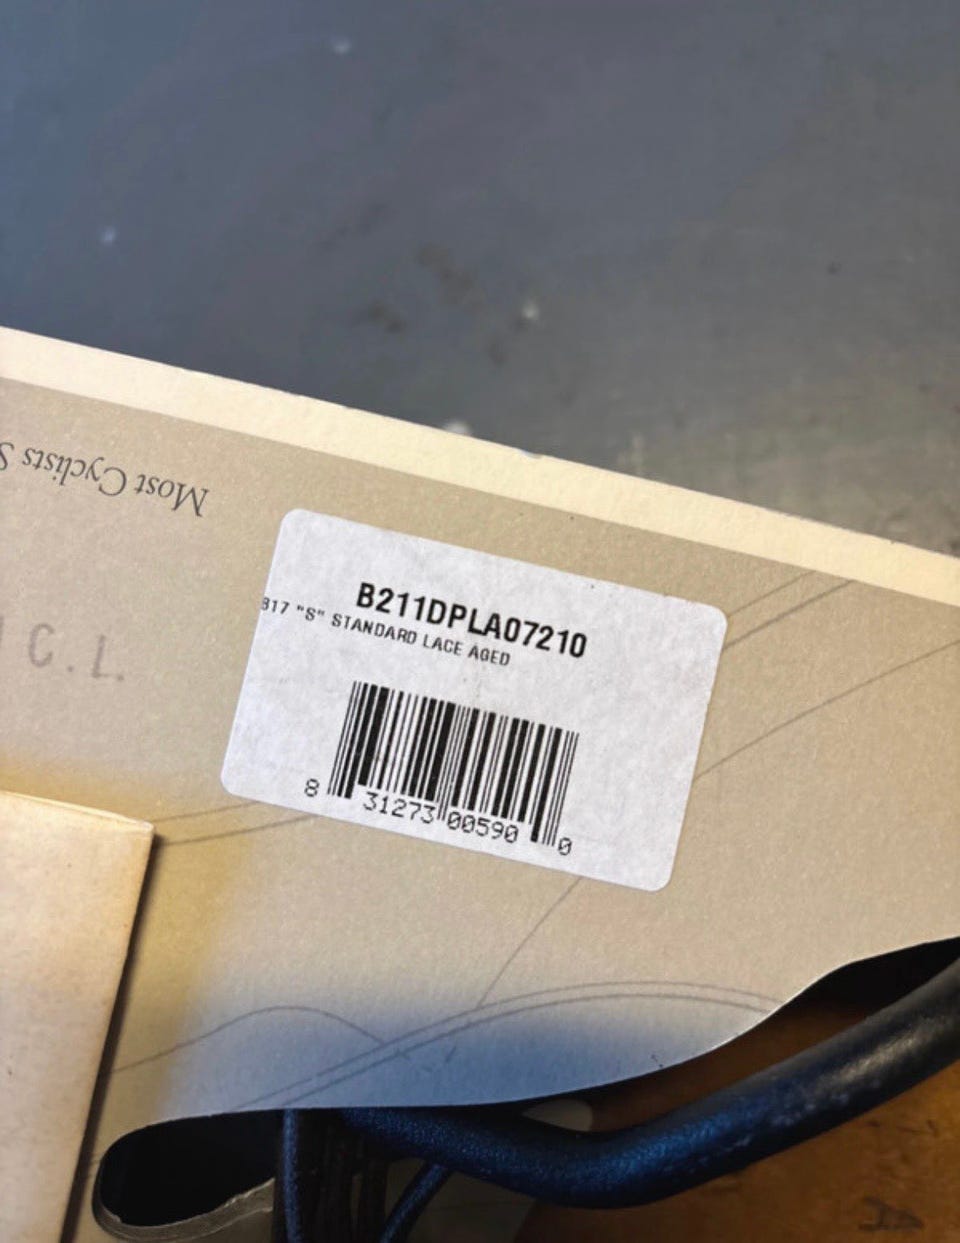 Most Cyclists S
C.L.
B211DPLA07210
B17 "S" STANDARD LACE AGED
8 31273 00590 0